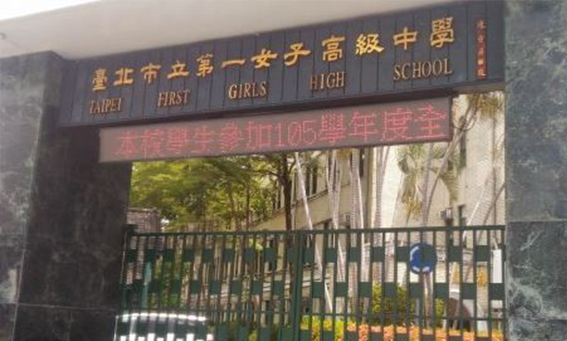 臺北市立第一女子高級中學
TAIPEI FIRST GIRLS HIGH SCHOOL
本校學生參加105學年度全